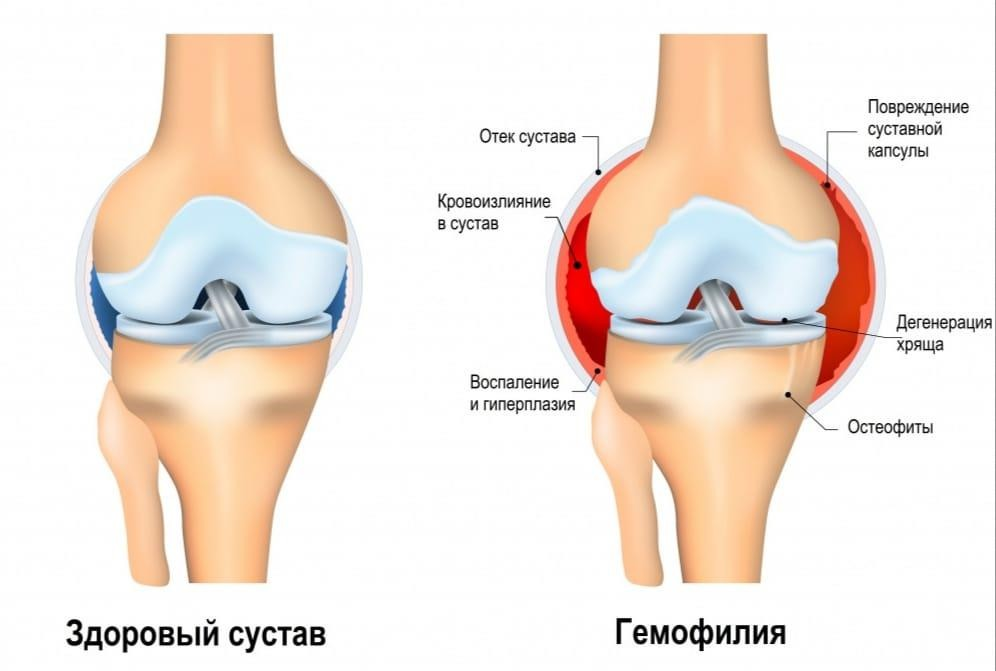 Отек сустава
Повреждение
суставной
капсулы
Кровоизлияние
в сустав
Дегенерация
хряща
Воспаление
и гиперплазия
Остеофиты
Здоровый сустав
Гемофилия